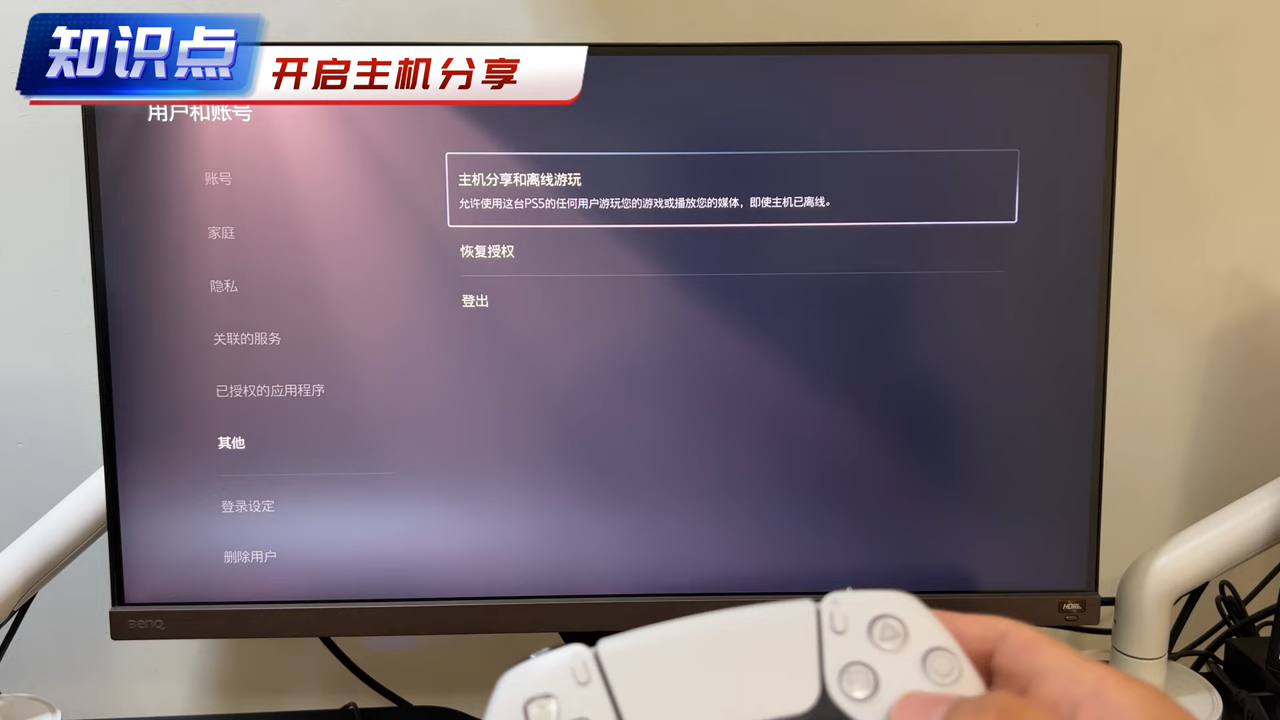 知识点
开启主机分享
用户和账号
账号
家庭
隐私
关联的服务
已授权的应用程序
其他
登录设定
删除用户
主机分享和离线游玩
允许使用这台PS5的任何用户游玩您的游戏或播放您的媒体，即使主机已离线。
恢复授权
登出
BenQ
HDMI